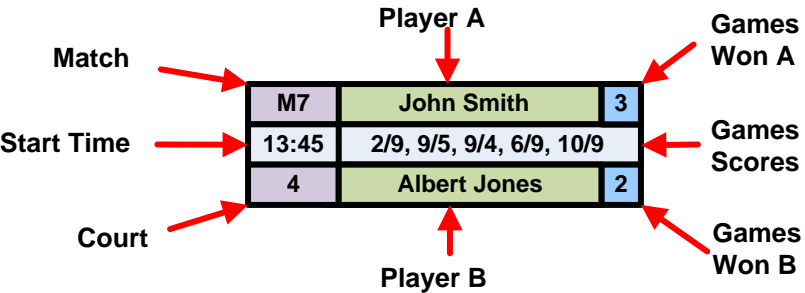 Player A
Games
Won A
Match
M7 John Smith 3
Start Time 13:45 2/9, 9/5, 9/4, 6/9, 10/9
Games
Scores
4 Albert Jones 2
Court
Games
Won B
Player B